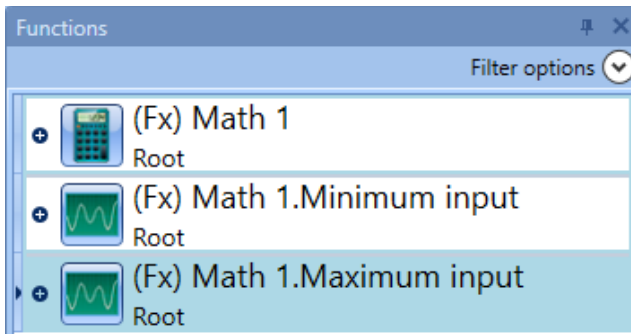 Functions
Filter options
(Fx) Math 1
Root
(Fx) Math 1.Minimum input
Root
(Fx) Math 1.Maximum input
Root